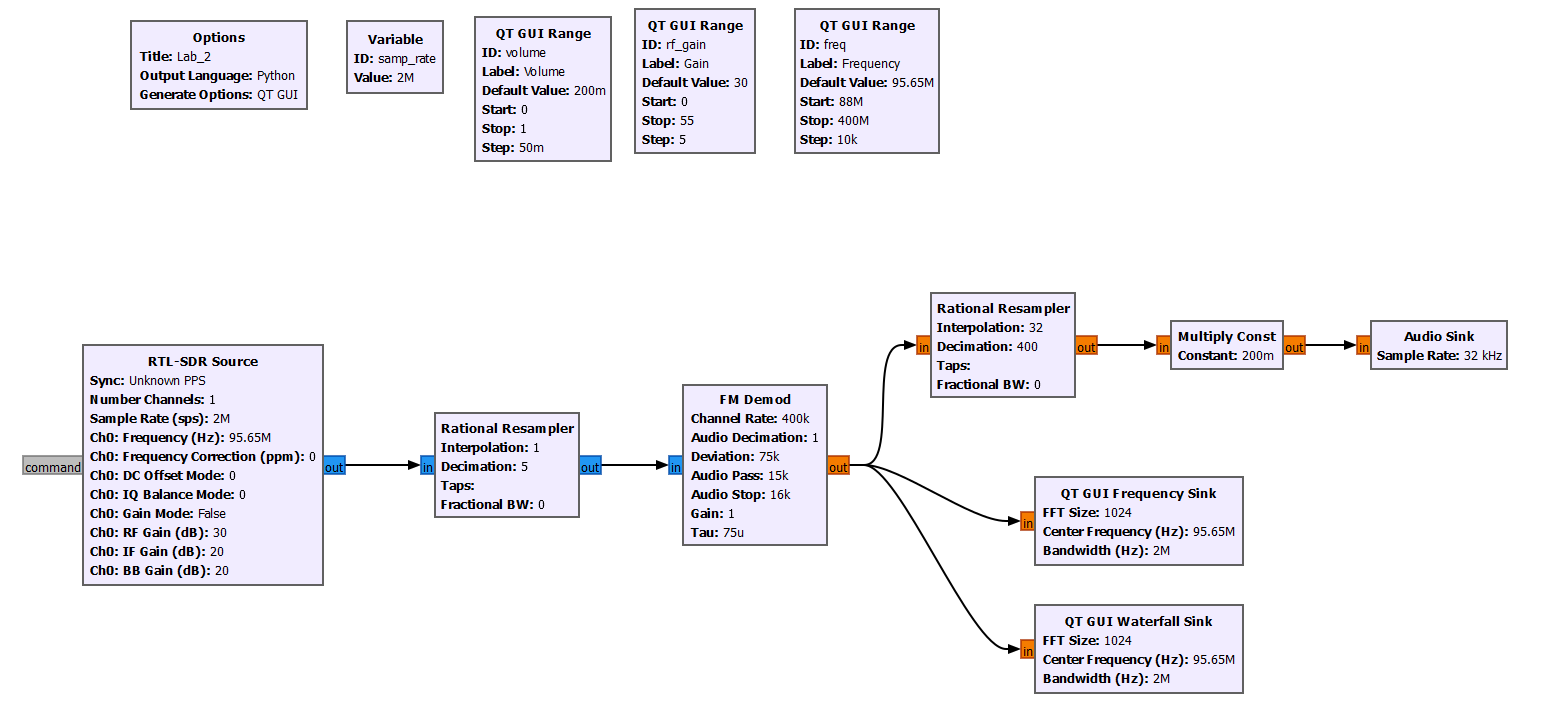 Options
Title: Lab_2
Output Language: Python
Generate Options: QT GUI
Variable
ID: samp_rate
Value: 2M
QT GUI Range
ID: volume
Label: Volume
Default Value: 200m
Start: 0
Stop: 1
Step: 50m
QT GUI Range
ID: rf_gain
Label: Gain
Default Value: 30
Start: 0
Stop: 55
Step: 5
QT GUI Range
ID: freq
Label: Frequency
Default Value: 95.65M
Start: 88M
Stop: 400M
Step: 10k
command
RTL-SDR Source
Sync: Unknown PPS
Number Channels: 1
Sample Rate (sps): 2M
Ch0: Frequency (Hz): 95.65M
Ch0: Frequency Correction (ppm): 0
Ch0: DC Offset Mode: 0
Ch0: IQ Balance Mode: 0
Ch0: Gain Mode: False
Ch0: RF Gain (dB): 30
Ch0: IF Gain (dB): 20
Ch0: BB Gain (dB): 20
out
in
Rational Resampler
Interpolation: 1
Decimation: 5
Taps:
Fractional BW: 0
out
in
FM Demod
Channel Rate: 400k
Audio Decimation: 1
Deviation: 75k
Audio Pass: 15k
Audio Stop: 16k
Gain: 1
Tau: 75u
out
in
Rational Resampler
Interpolation: 32
Decimation: 400
Taps:
Fractional BW: 0
out
in
Multiply Const
Constant: 200m
out
in
Audio Sink
Sample Rate: 32 kHz
in
QT GUI Frequency Sink
FFT Size: 1024
Center Frequency (Hz): 95.65M
Bandwidth (Hz): 2M
in
QT GUI Waterfall Sink
FFT Size: 1024
Center Frequency (Hz): 95.65M
Bandwidth (Hz): 2M